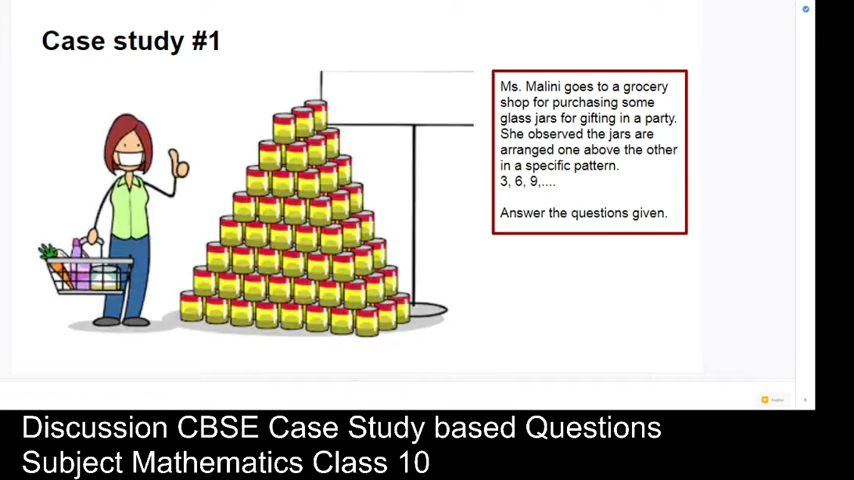 Case study #1
Ms. Malini goes to a grocery
shop for purchasing some
glass jars for gifting in a party.
She observed the jars are
arranged one above the other
in a specific pattern.
3, 6, 9,....
Answer the questions given.
Discussion CBSE Case Study based Questions
Subject Mathematics Class 10